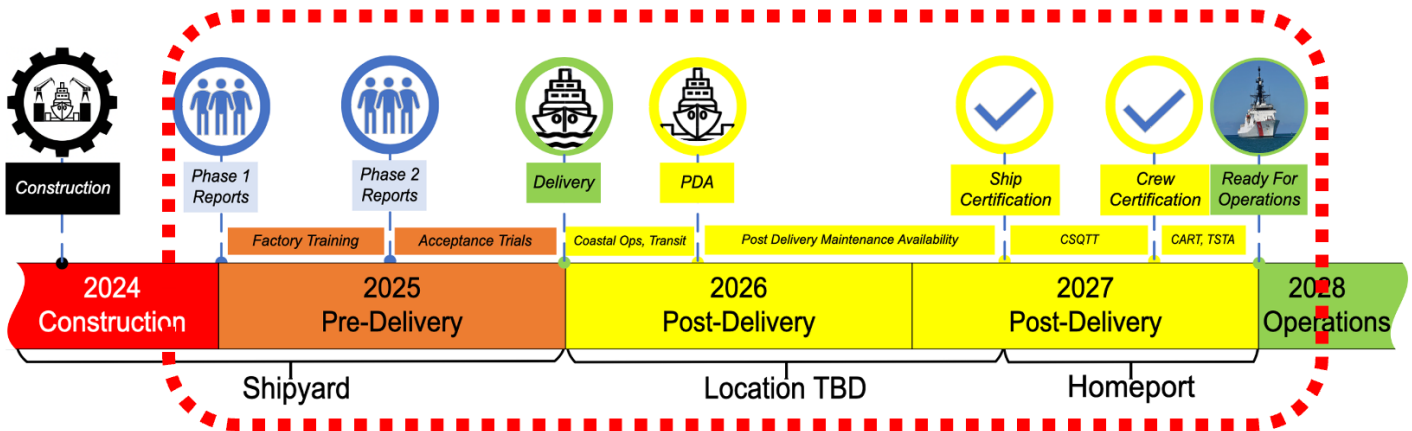 Construction
Phase 1
Reports
Phase 2
Reports
Delivery
PDA
Ship
Certification
Crew
Certification
Ready For
Operations
Factory Training
Acceptance Trials
Coastal Ops, Transit
Post Delivery Maintenance Availability
CSQTT
CART, TSTA
2024
Construction
2025
Pre-Delivery
2026
Post-Delivery
2027
Post-Delivery
2028
Operations
Shipyard
Location TBD
Homeport